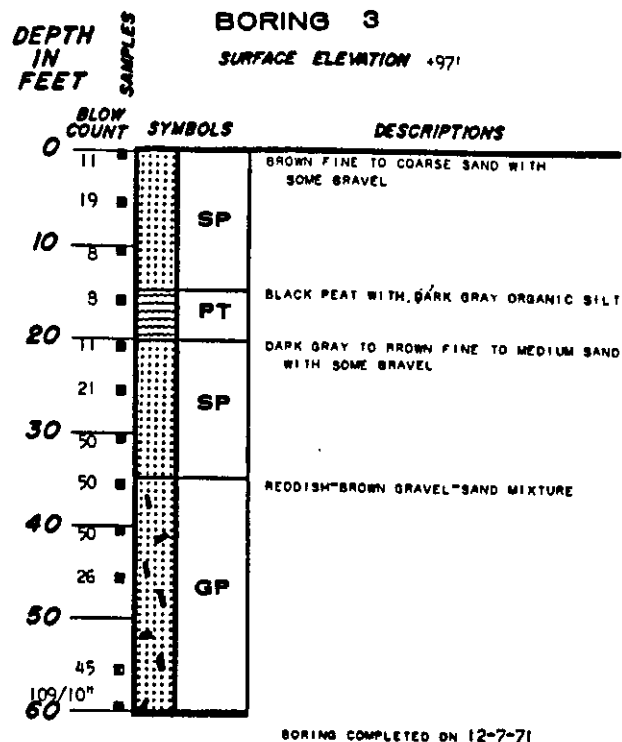 BORING 3
SURFACE ELEVATION +97'
DEPTH IN FEET
SAMPLES
BLOW COUNT
SYMBOLS
DESCRIPTIONS
0
11
BROWN FINE TO COARSE SAND WITH
SOME GRAVEL
19
SP
10
8
8
PT
BLACK PEAT WITH DARK GRAY ORGANIC SILT
20
11
DARK GRAY TO BROWN FINE TO MEDIUM SAND
WITH SOME GRAVEL
21
SP
30
50
50
REDDISH-BROWN GRAVEL-SAND MIXTURE
40
50
26
GP
50
45
109/10"
60
BORING COMPLETED ON 12-7-71